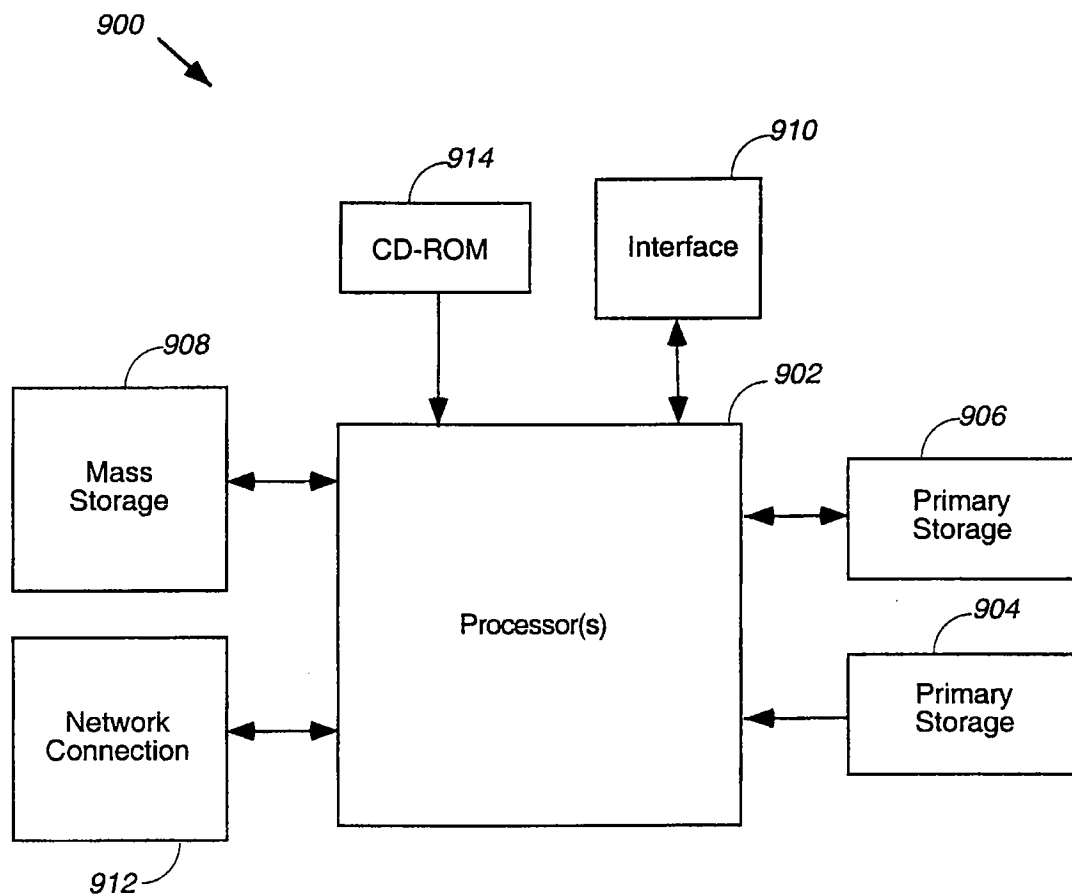 900
914
CD-ROM
910
Interface
908
Mass
Storage
902
Processor(s)
906
Primary
Storage
904
Primary
Storage
Network
Connection
912